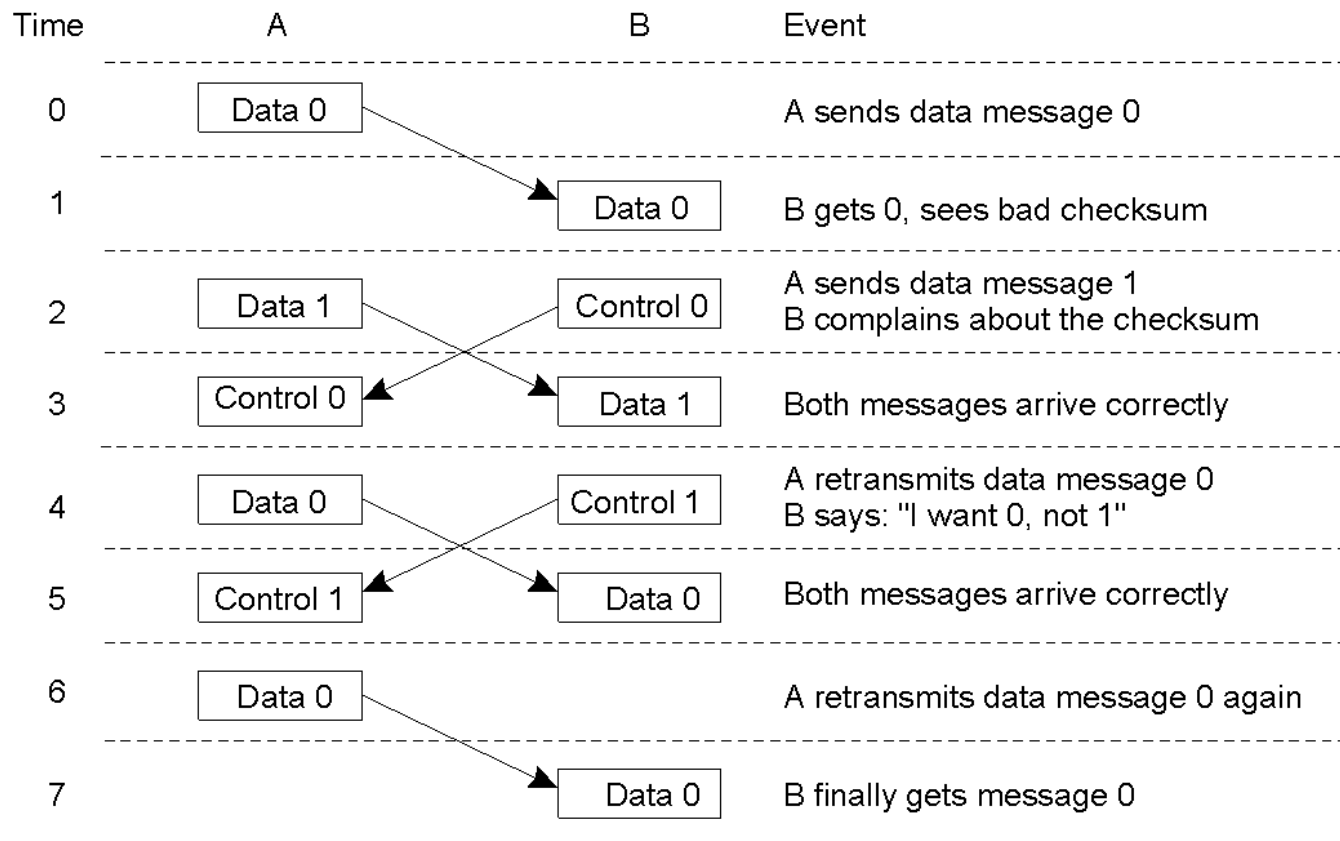 Time A B Event
0 Data 0 A sends data message 0
1 Data 0 B gets 0, sees bad checksum
2 Data 1 Control 0 A sends data message 1
B complains about the checksum
3 Control 0 Data 1 Both messages arrive correctly
4 Data 0 Control 1 A retransmits data message 0
B says: "I want 0, not 1"
5 Control 1 Data 0 Both messages arrive correctly
6 Data 0 A retransmits data message 0 again
7 Data 0 B finally gets message 0